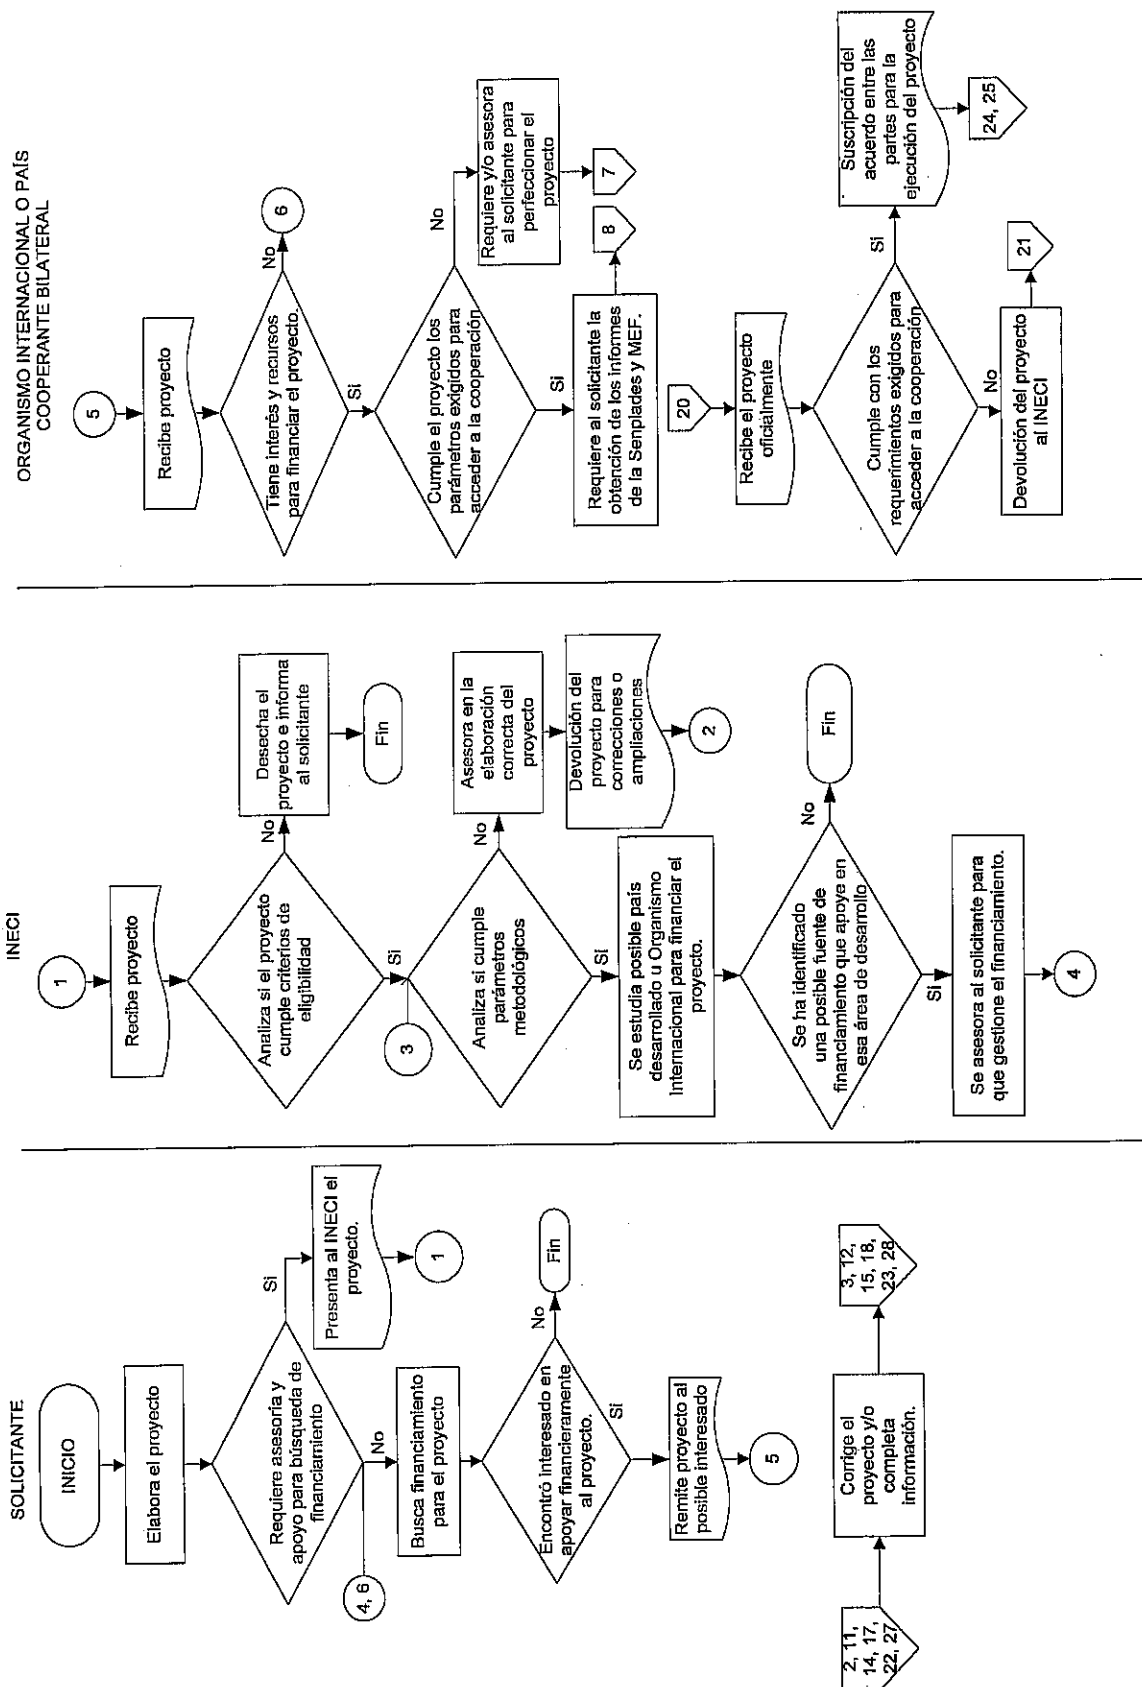 SOLICITANTE
INICIO
Elabora el proyecto
Requiere asesoría y
apoyo para búsqueda de
financiamiento
Si
Presenta al INECI el
proyecto.
1
No
4, 6
Busca financiamiento
para el proyecto
Encontró interesado en
apoyar financieramente
al proyecto.
No
Fin
Si
Remite proyecto al
posible interesado
5
2, 11,
14, 17,
22, 27
Corrige el
proyecto y/o
completa
información.
3, 12,
15, 18,
23, 28
INECI
1
Recibe proyecto
Analiza si el proyecto
cumple criterios de
eligibilidad
No
Desecha el
proyecto e informa
al solicitante
Fin
Si
3
Analiza si cumple
parámetros
metodológicos
No
Asesora en la
elaboración
correcta del
proyecto
Devolución del
proyecto para
correcciones o
ampliaciones
2
Si
Se estudia posible país
desarrollado u Organismo
Internacional para financiar el
proyecto.
Se ha identificado
una posible fuente de
financiamiento que apoye en
esa área de desarrollo
No
Fin
Si
Se asesora al solicitante para
que gestione el financiamiento.
4
ORGANISMO INTERNACIONAL O PAÍS
COOPERANTE BILATERAL
5
Recibe proyecto
Tiene interés y recursos
para financiar el proyecto.
No
6
Si
Cumple el proyecto los
parámetros exigidos para
acceder a la cooperación.
No
Requiere y/o asesora
al solicitante para
perfeccionar el
proyecto
7
Si
Requiere al solicitante la
obtención de los informes
de la Senplades y MEF.
8
20
Recibe el proyecto
oficialmente
Cumple con los
requerimientos exigidos para
acceder a la cooperación
Si
Suscripción del
acuerdo entre las
partes para la
ejecución del proyecto
24, 25
No
Devolución del proyecto
al INECI
21